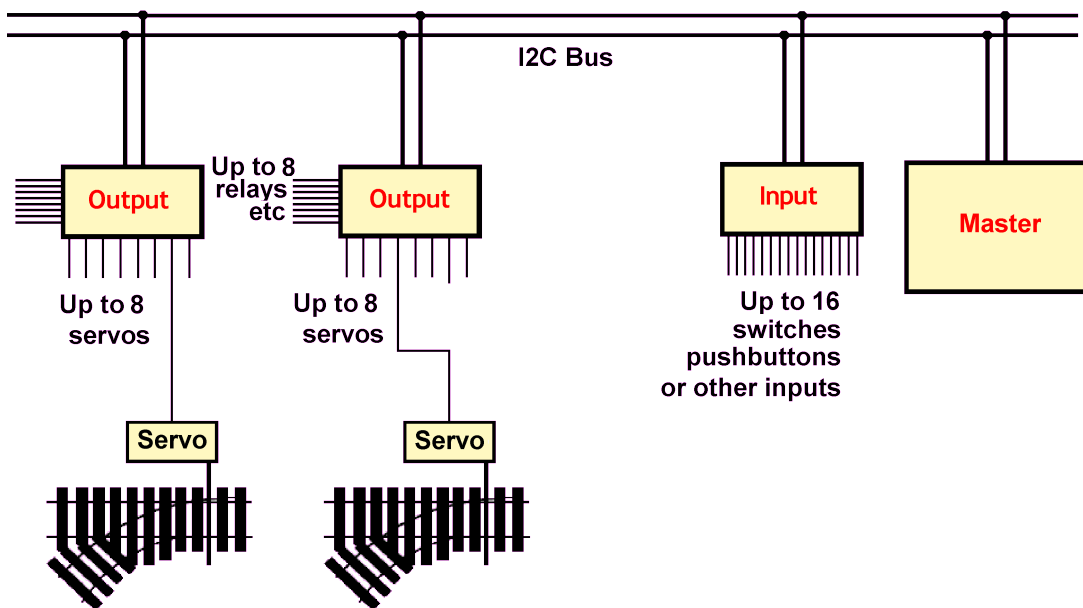 I2C Bus
Output
Up to 8
relays
etc
Output
Input
Master
Up to 8
servos
Up to 8
servos
Up to 16
switches
pushbuttons
or other inputs
Servo
Servo